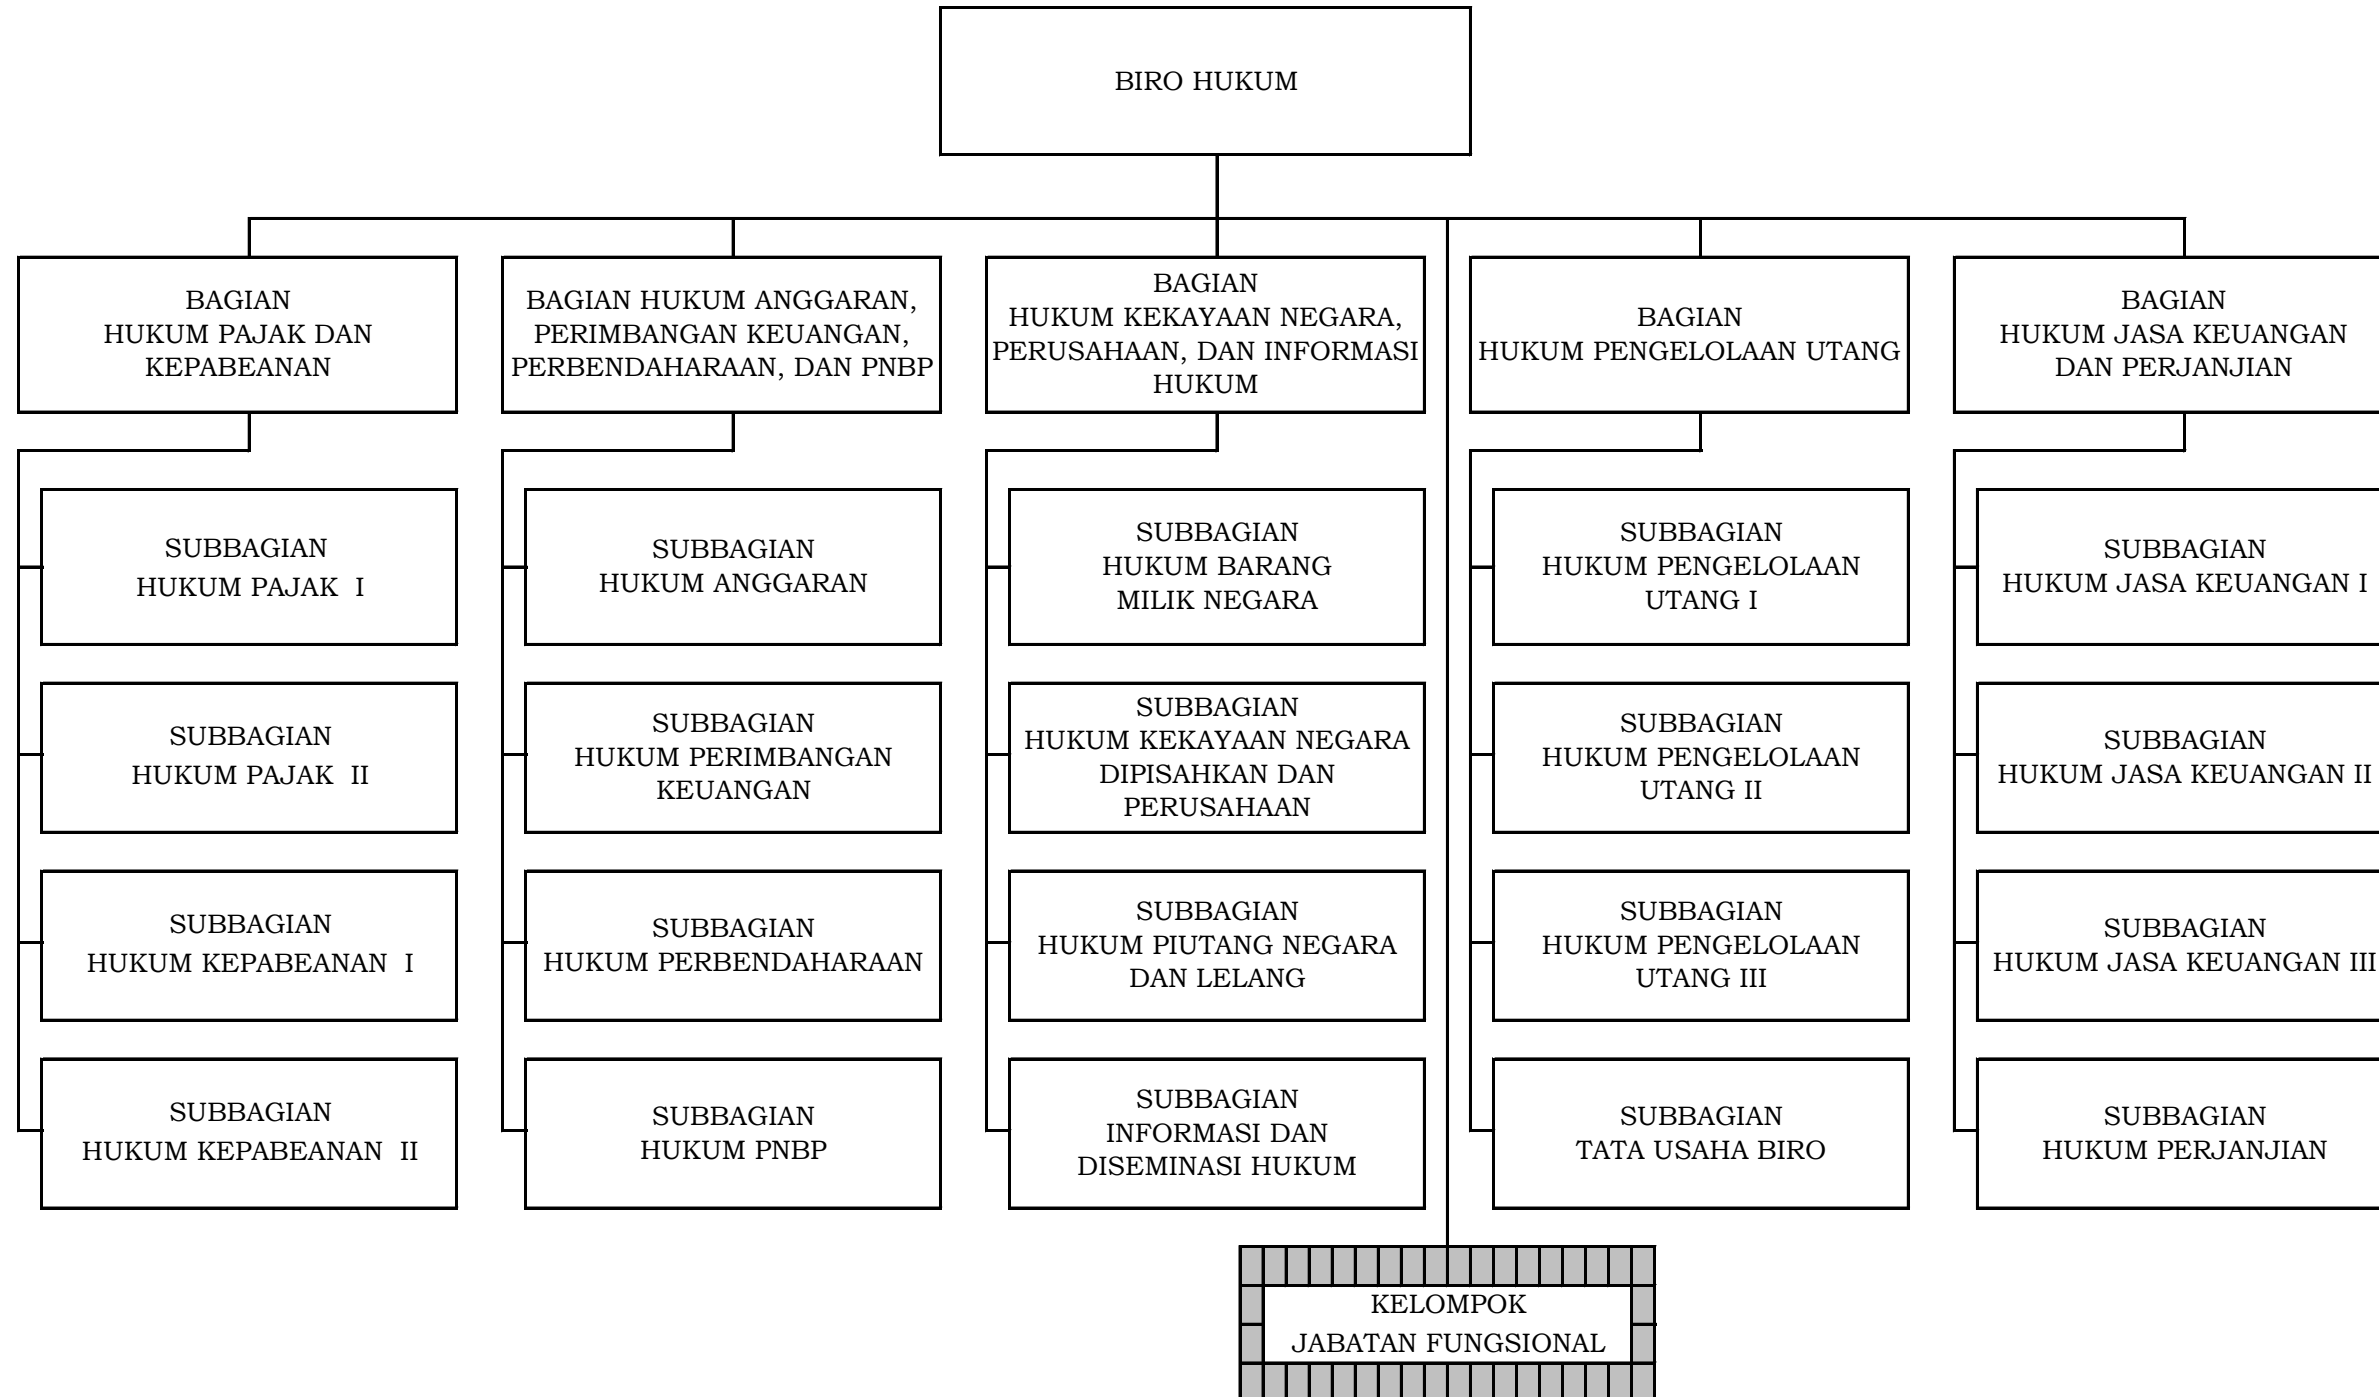 BIRO HUKUM
BAGIAN
HUKUM PAJAK DAN
KEPABEANAN
BAGIAN HUKUM ANGGARAN,
PERIMBANGAN KEUANGAN,
PERBENDAHARAAN, DAN PNBP
BAGIAN
HUKUM KEKAYAAN NEGARA,
PERUSAHAAN, DAN INFORMASI
HUKUM
BAGIAN
HUKUM PENGELOLAAN UTANG
BAGIAN
HUKUM JASA KEUANGAN
DAN PERJANJIAN
SUBBAGIAN
HUKUM PAJAK I
SUBBAGIAN
HUKUM ANGGARAN
SUBBAGIAN
HUKUM BARANG
MILIK NEGARA
SUBBAGIAN
HUKUM PENGELOLAAN
UTANG I
SUBBAGIAN
HUKUM JASA KEUANGAN I
SUBBAGIAN
HUKUM PAJAK II
SUBBAGIAN
HUKUM PERIMBANGAN
KEUANGAN
SUBBAGIAN
HUKUM KEKAYAAN NEGARA
DIPISAHKAN DAN
PERUSAHAAN
SUBBAGIAN
HUKUM PENGELOLAAN
UTANG II
SUBBAGIAN
HUKUM JASA KEUANGAN II
SUBBAGIAN
HUKUM KEPABEANAN I
SUBBAGIAN
HUKUM PERBENDAHARAAN
SUBBAGIAN
HUKUM PIUTANG NEGARA
DAN LELANG
SUBBAGIAN
HUKUM PENGELOLAAN
UTANG III
SUBBAGIAN
HUKUM JASA KEUANGAN III
SUBBAGIAN
HUKUM KEPABEANAN II
SUBBAGIAN
HUKUM PNBP
SUBBAGIAN
INFORMASI DAN
DISEMINASI HUKUM
SUBBAGIAN
TATA USAHA BIRO
SUBBAGIAN
HUKUM PERJANJIAN
KELOMPOK
JABATAN FUNGSIONAL